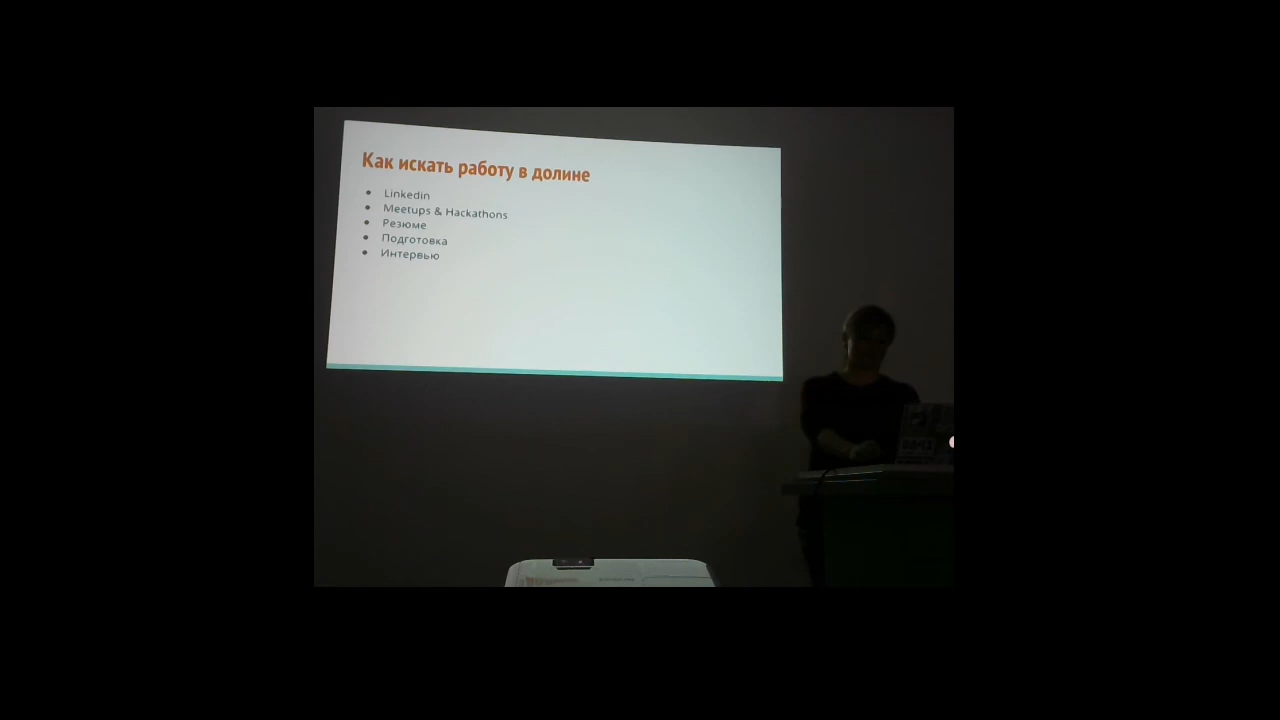 Как искать работу в долине
Linkedin
Meetups & Hackathons
Резюме
Подготовка
Интервью